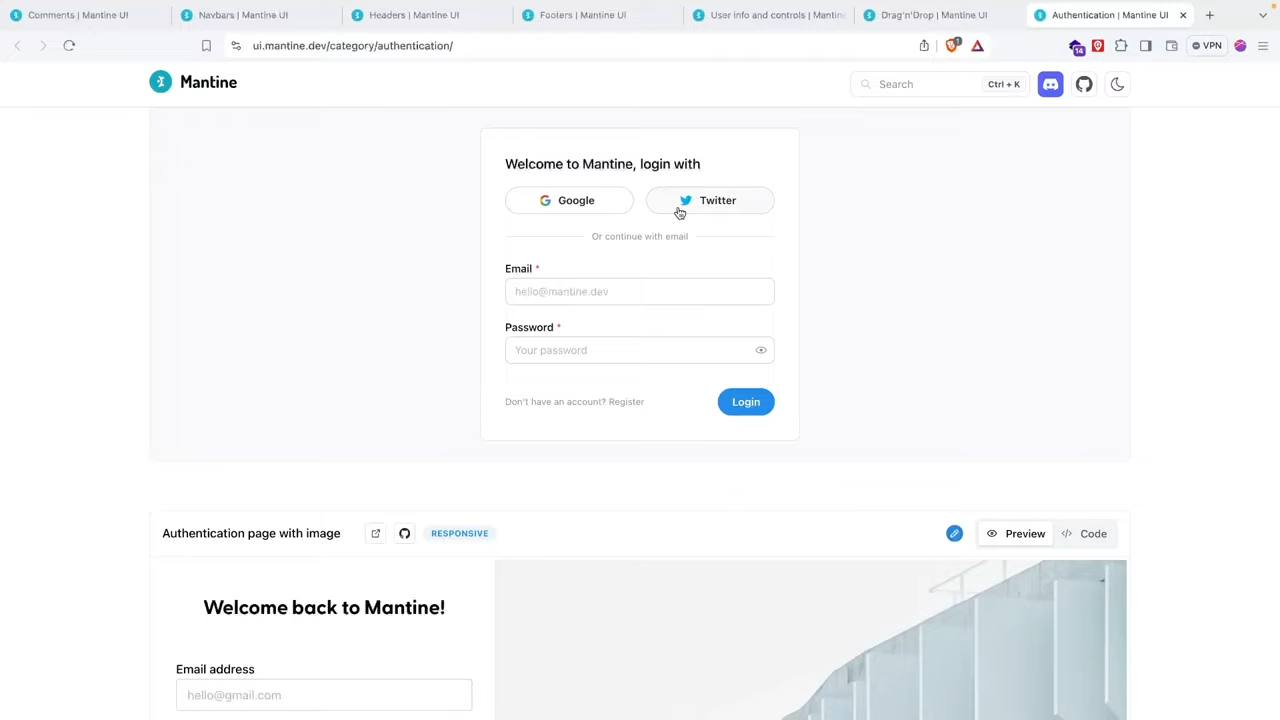 Comments | Mantine UI
Navbars | Mantine UI
Headers | Mantine UI
Footers | Mantine UI
User info and controls | Mantine
Drag'n'Drop | Mantine UI
Authentication | Mantine UI
ui.mantine.dev/category/authentication/
1
14
VPN
Mantine
Search
Ctrl + K
Welcome to Mantine, login with
Google
Twitter
Or continue with email
Email *
hello@mantine.dev
Password *
Your password
Don't have an account? Register
Login
Authentication page with image
RESPONSIVE
Preview
Code
Welcome back to Mantine!
Email address
hello@gmail.com